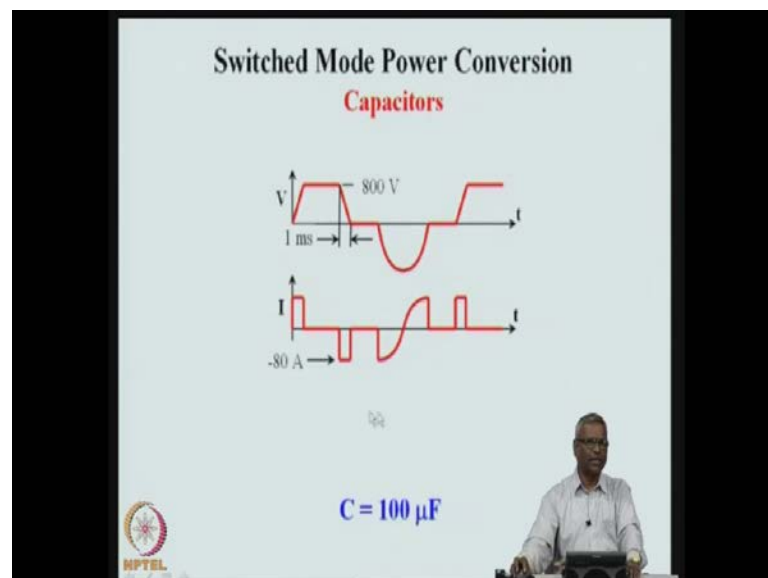 Switched Mode Power Conversion
Capacitors
V
800 V
t
1 ms
I
t
-80 A
C = 100 μF
NPTEL